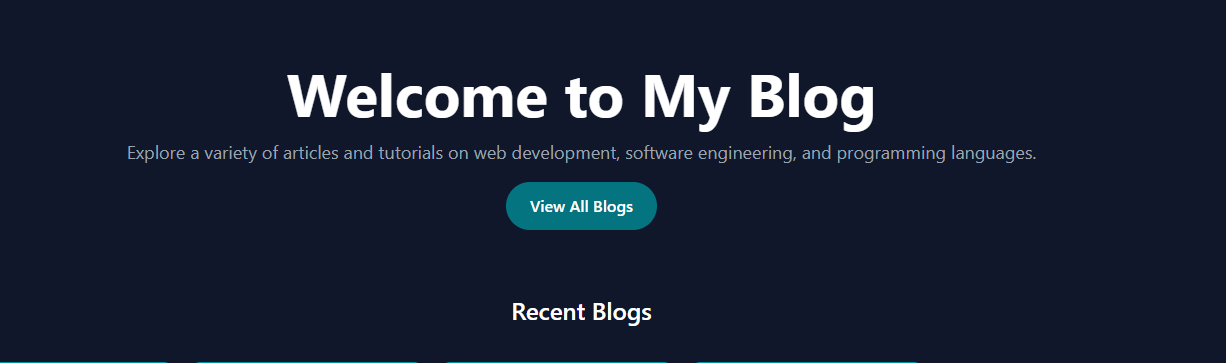 Welcome to My Blog
Explore a variety of articles and tutorials on web development, software engineering, and programming languages.
View All Blogs
Recent Blogs